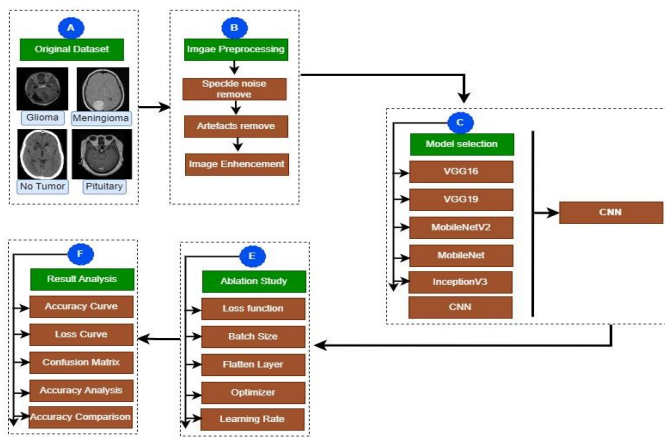 A
Original Dataset
Glioma
Meningioma
No Tumor
Pituitary
B
Imgae Preprocessing
Speckle noise
remove
Artefacts remove
Image Enhencement
C
Model selection
VGG16
VGG19
MobileNetV2
MobileNet
InceptionV3
CNN
CNN
E
Ablation Study
Loss function
Batch Size
Flatten Layer
Optimizer
Learning Rate
F
Result Analysis
Accuracy Curve
Loss Curve
Confusion Matrix
Accuracy Analysis
Accuracy Comparison